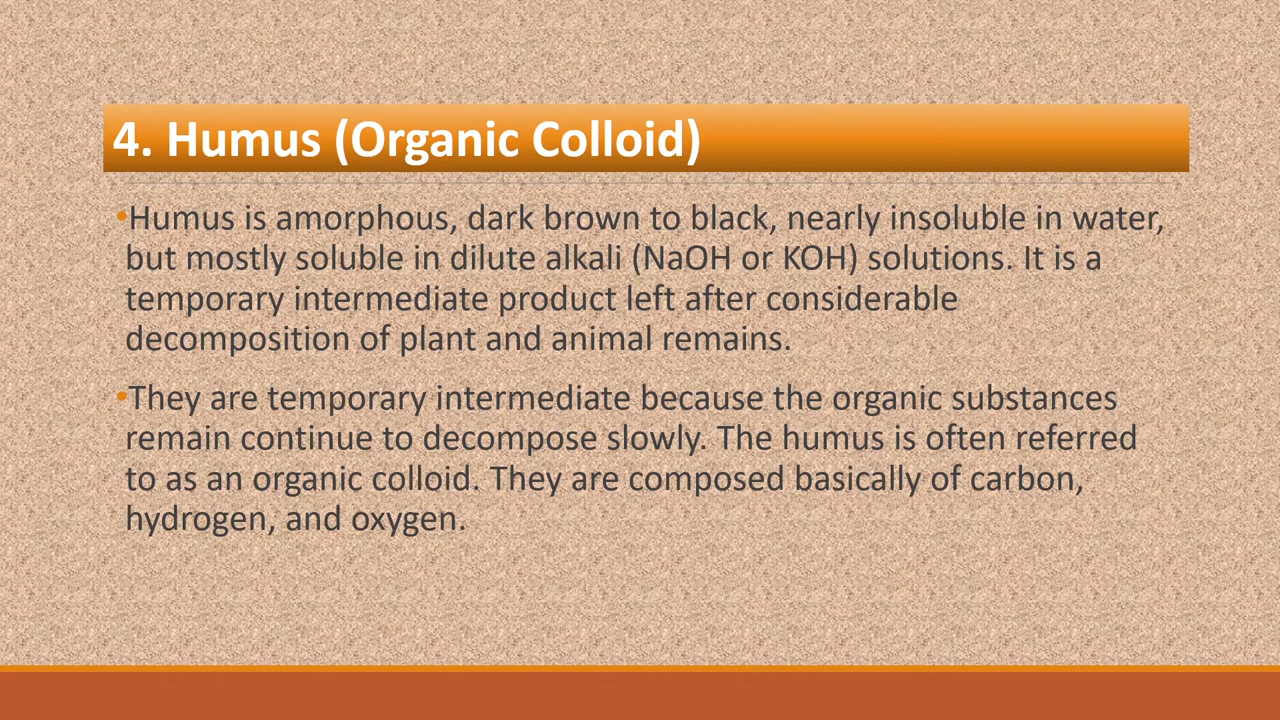 4. Humus (Organic Colloid)
•Humus is amorphous, dark brown to black, nearly insoluble in water,
but mostly soluble in dilute alkali (NaOH or KOH) solutions. It is a
temporary intermediate product left after considerable
decomposition of plant and animal remains.
•They are temporary intermediate because the organic substances
remain continue to decompose slowly. The humus is often referred
to as an organic colloid. They are composed basically of carbon,
hydrogen, and oxygen.